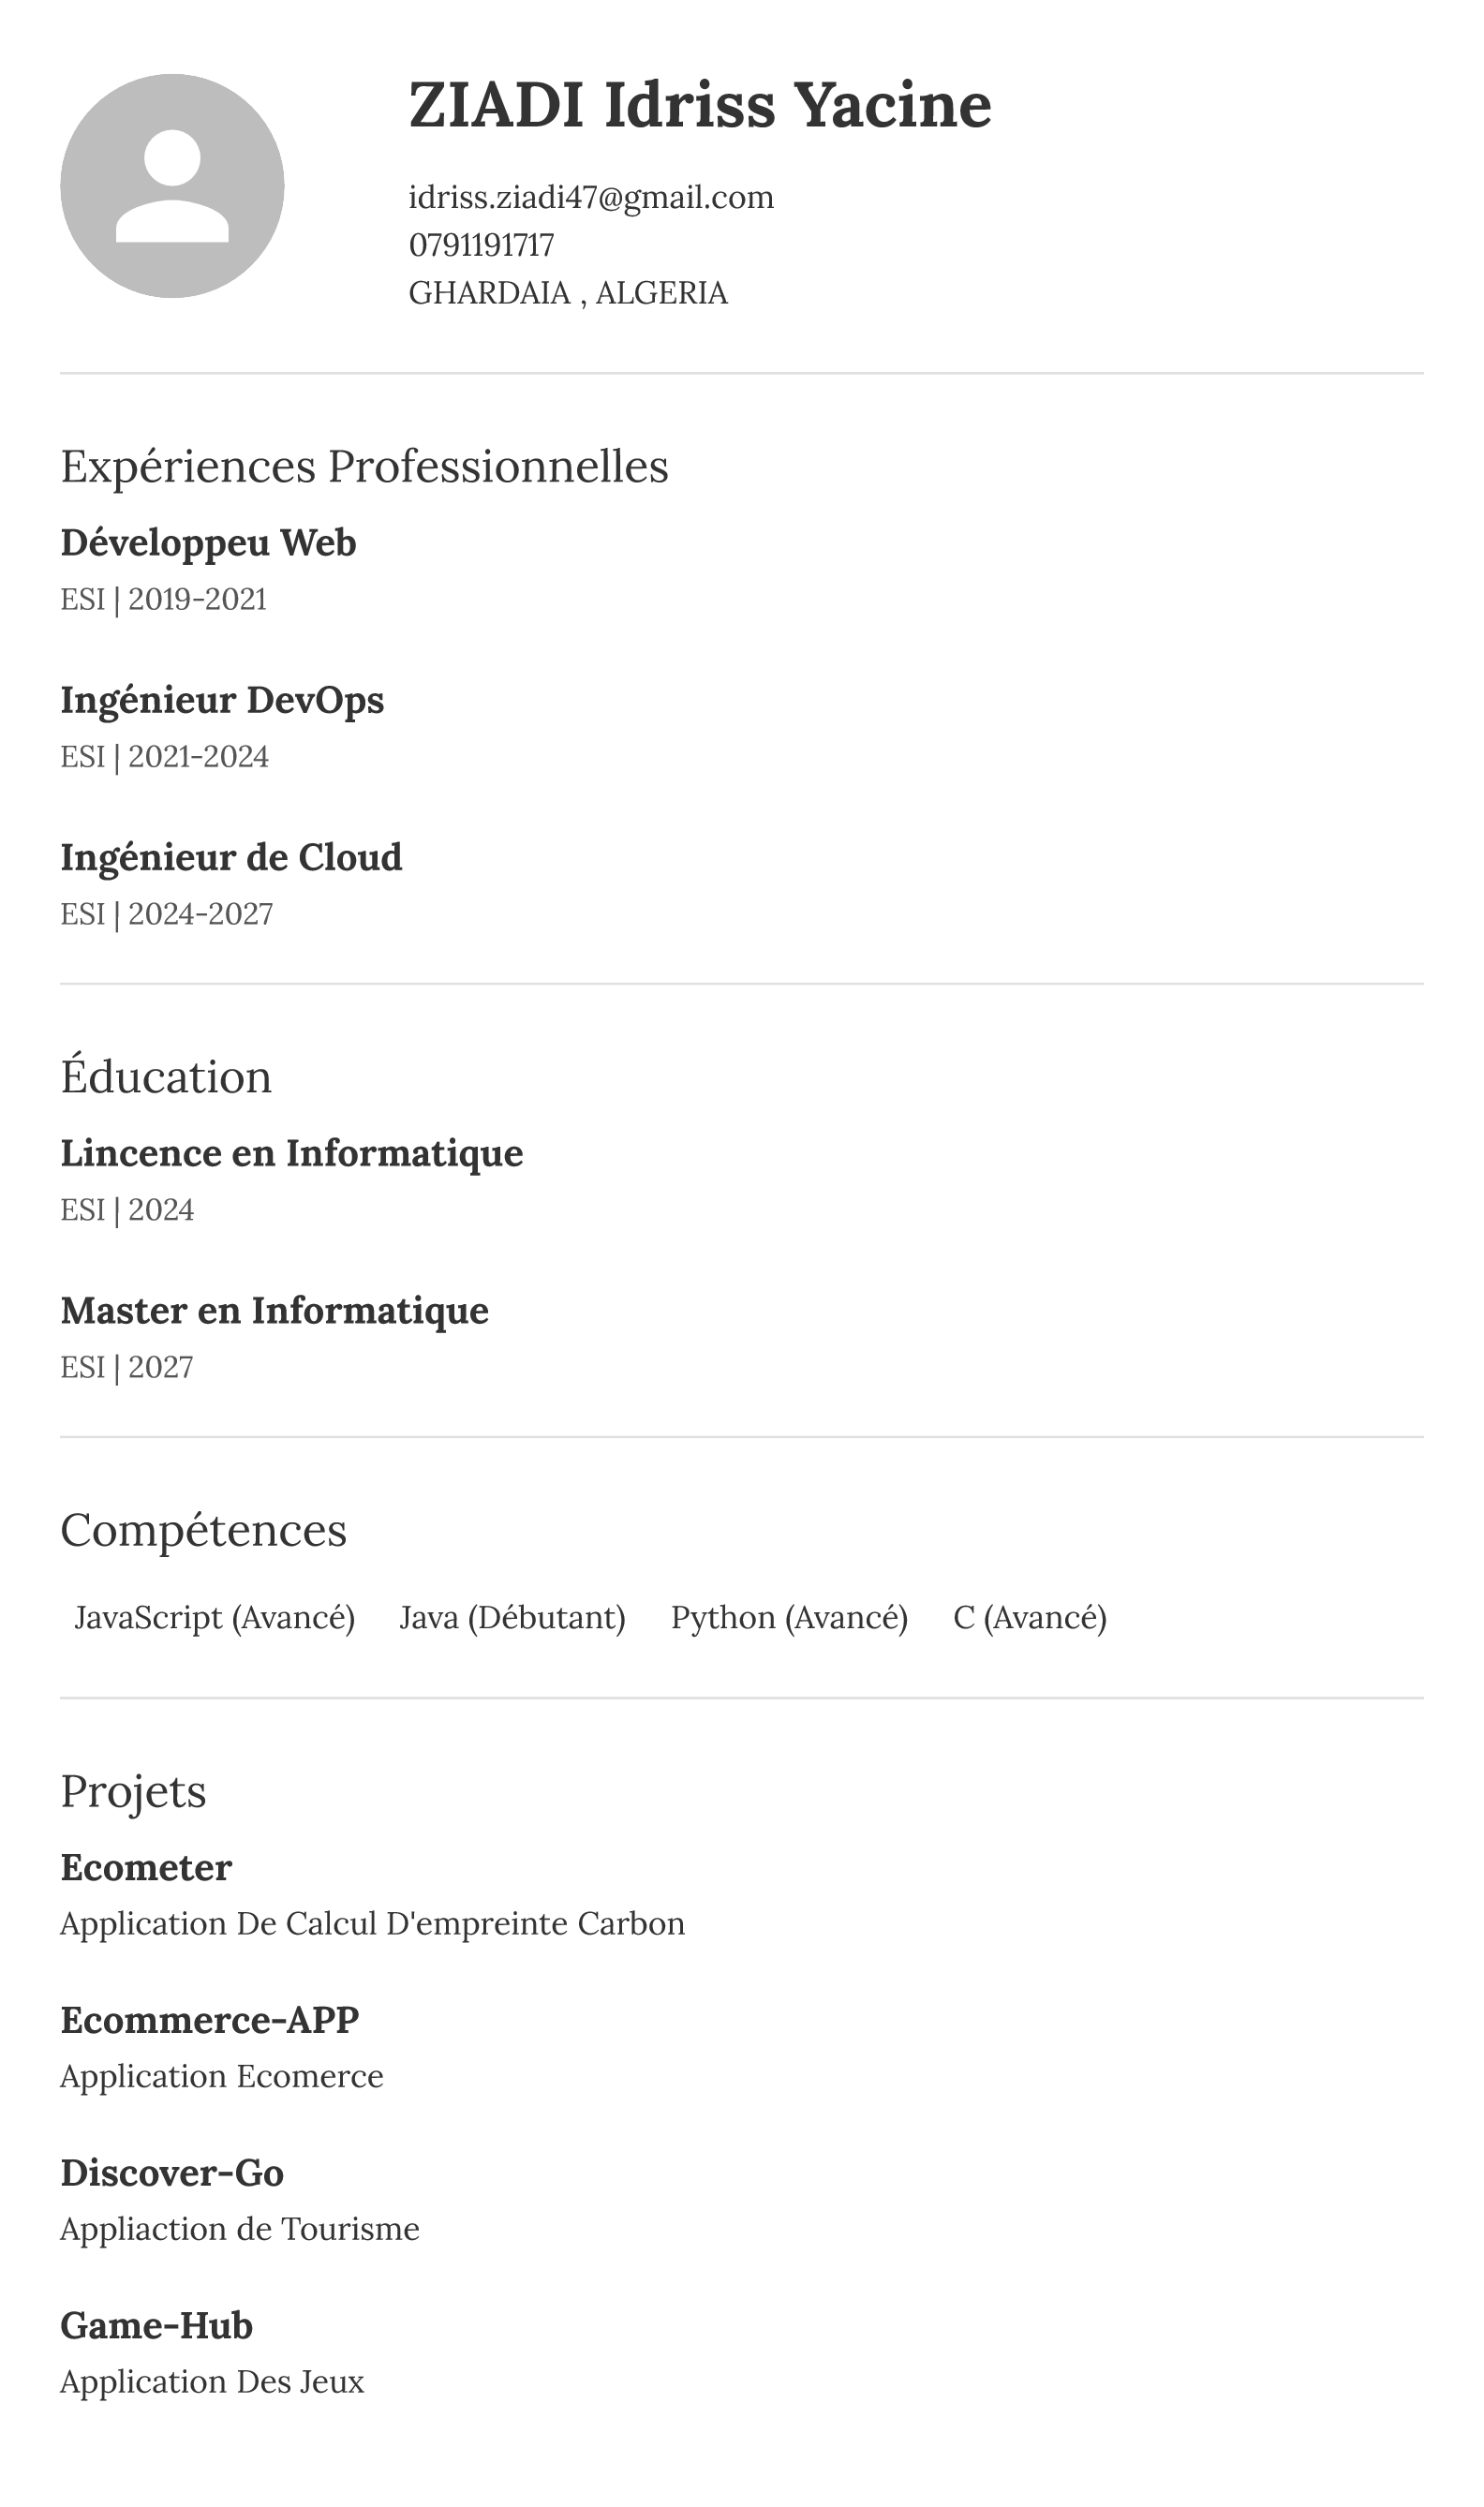 ZIADI Idriss Yacine
idriss.ziadi47@gmail.com
0791191717
GHARDAIA , ALGERIA
Expériences Professionnelles
Développeu Web
ESI | 2019-2021
Ingénieur DevOps
ESI | 2021-2024
Ingénieur de Cloud
ESI | 2024-2027
Éducation
Lincence en Informatique
ESI | 2024
Master en Informatique
ESI | 2027
Compétences
JavaScript (Avancé) Java (Débutant) Python (Avancé) C (Avancé)
Projets
Ecometer
Application De Calcul D'empreinte Carbon
Ecommerce-APP
Application Ecomerce
Discover-Go
Appliaction de Tourisme
Game-Hub
Application Des Jeux